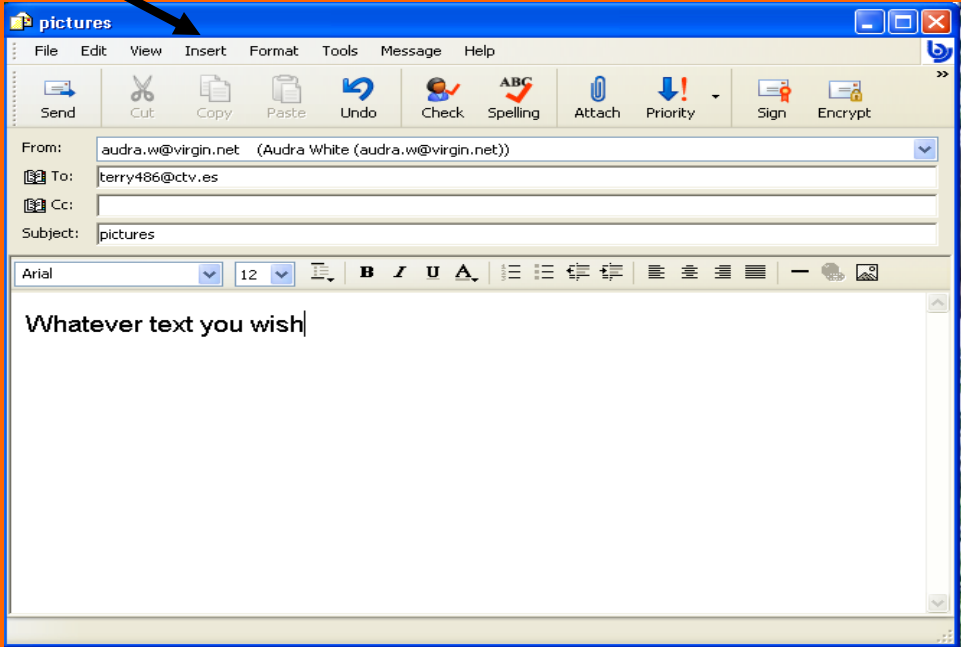 pictures
File Edit View Insert Format Tools Message Help
Send Cut Copy Paste Undo Check ABC Spelling Attach Priority Sign Encrypt
From: audra.w@virgin.net (Audra White (audra.w@virgin.net))
To: terry486@ctv.es
Cc:
Subject: pictures
Arial 12 B I U A
Whatever text you wish